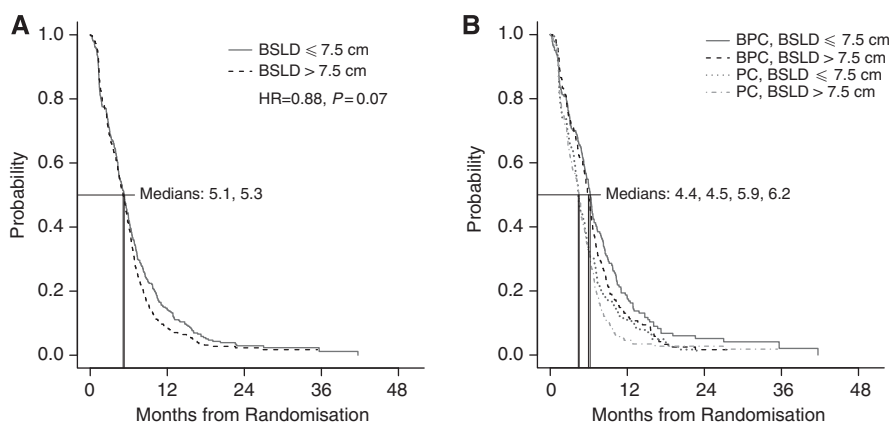 A
BSLD ⩽ 7.5 cm
BSLD > 7.5 cm
HR=0.88, P=0.07
Medians: 5.1, 5.3
Probability
1.0
0.8
0.6
0.4
0.2
0.0
0
12
24
36
48
Months from Randomisation
B
BPC, BSLD ⩽ 7.5 cm
BPC, BSLD > 7.5 cm
PC, BSLD ⩽ 7.5 cm
PC, BSLD > 7.5 cm
Medians: 4.4, 4.5, 5.9, 6.2
Probability
1.0
0.8
0.6
0.4
0.2
0.0
0
12
24
36
48
Months from Randomisation